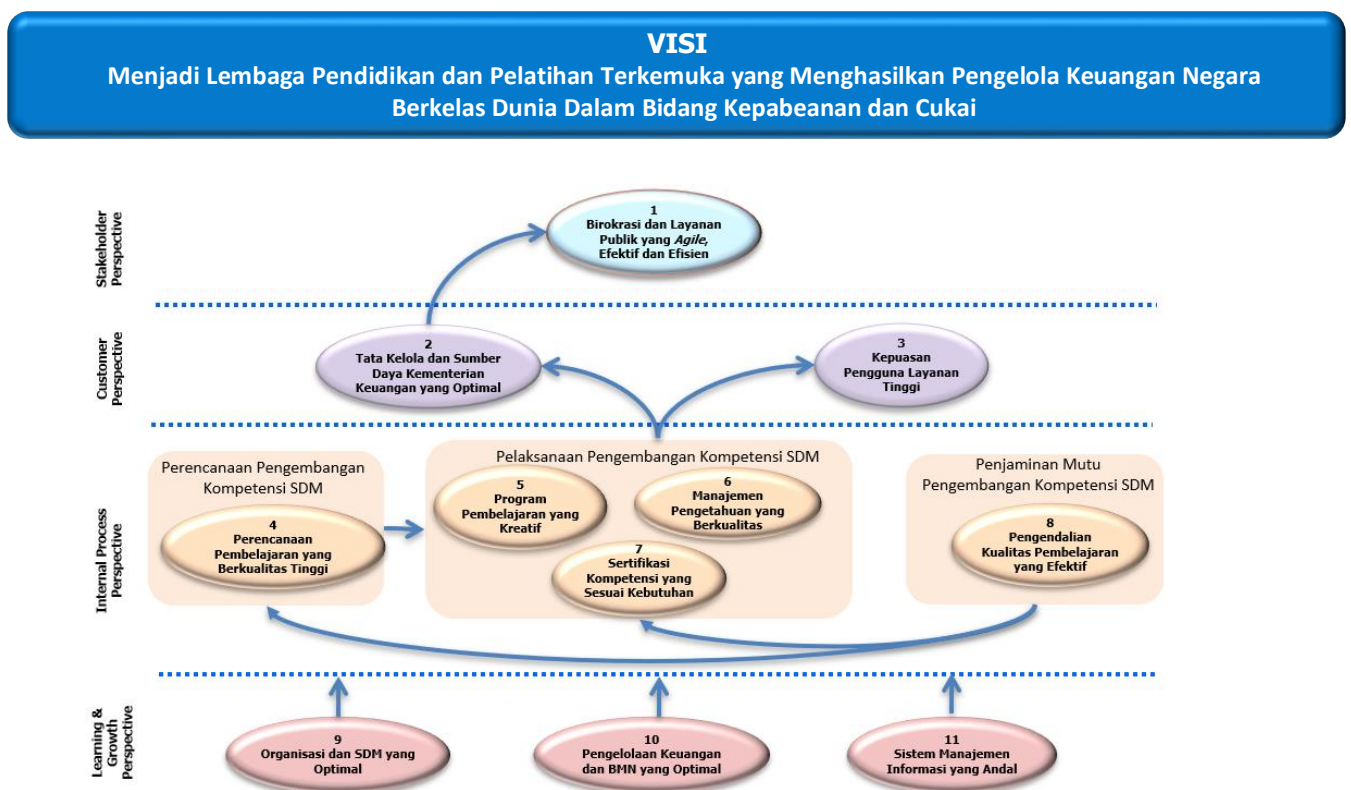 VISI
Menjadi Lembaga Pendidikan dan Pelatihan Terkemuka yang Menghasilkan Pengelola Keuangan Negara
Berkelas Dunia Dalam Bidang Kepabeanan dan Cukai
Stakeholder
Perspective
1
Birokrasi dan Layanan
Publik yang Agile,
Efektif dan Efisien
Customer
Perspective
2
Tata Kelola dan Sumber
Daya Kementerian
Keuangan yang Optimal
3
Kepuasan
Pengguna Layanan
Tinggi
Internal Process
Perspective
Perencanaan Pengembangan
Kompetensi SDM
4
Perencanaan
Pembelajaran yang
Berkualitas Tinggi
Pelaksanaan Pengembangan Kompetensi SDM
5
Program
Pembelajaran yang
Kreatif
6
Manajemen
Pengetahuan yang
Berkualitas
7
Sertifikasi
Kompetensi yang
Sesuai Kebutuhan
Penjaminan Mutu
Pengembangan Kompetensi SDM
8
Pengendalian
Kualitas Pembelajaran
yang Efektif
Learning &
Growth
Perspective
9
Organisasi dan SDM yang
Optimal
10
Pengelolaan Keuangan
dan BMN yang Optimal
11
Sistem Manajemen
Informasi yang Andal